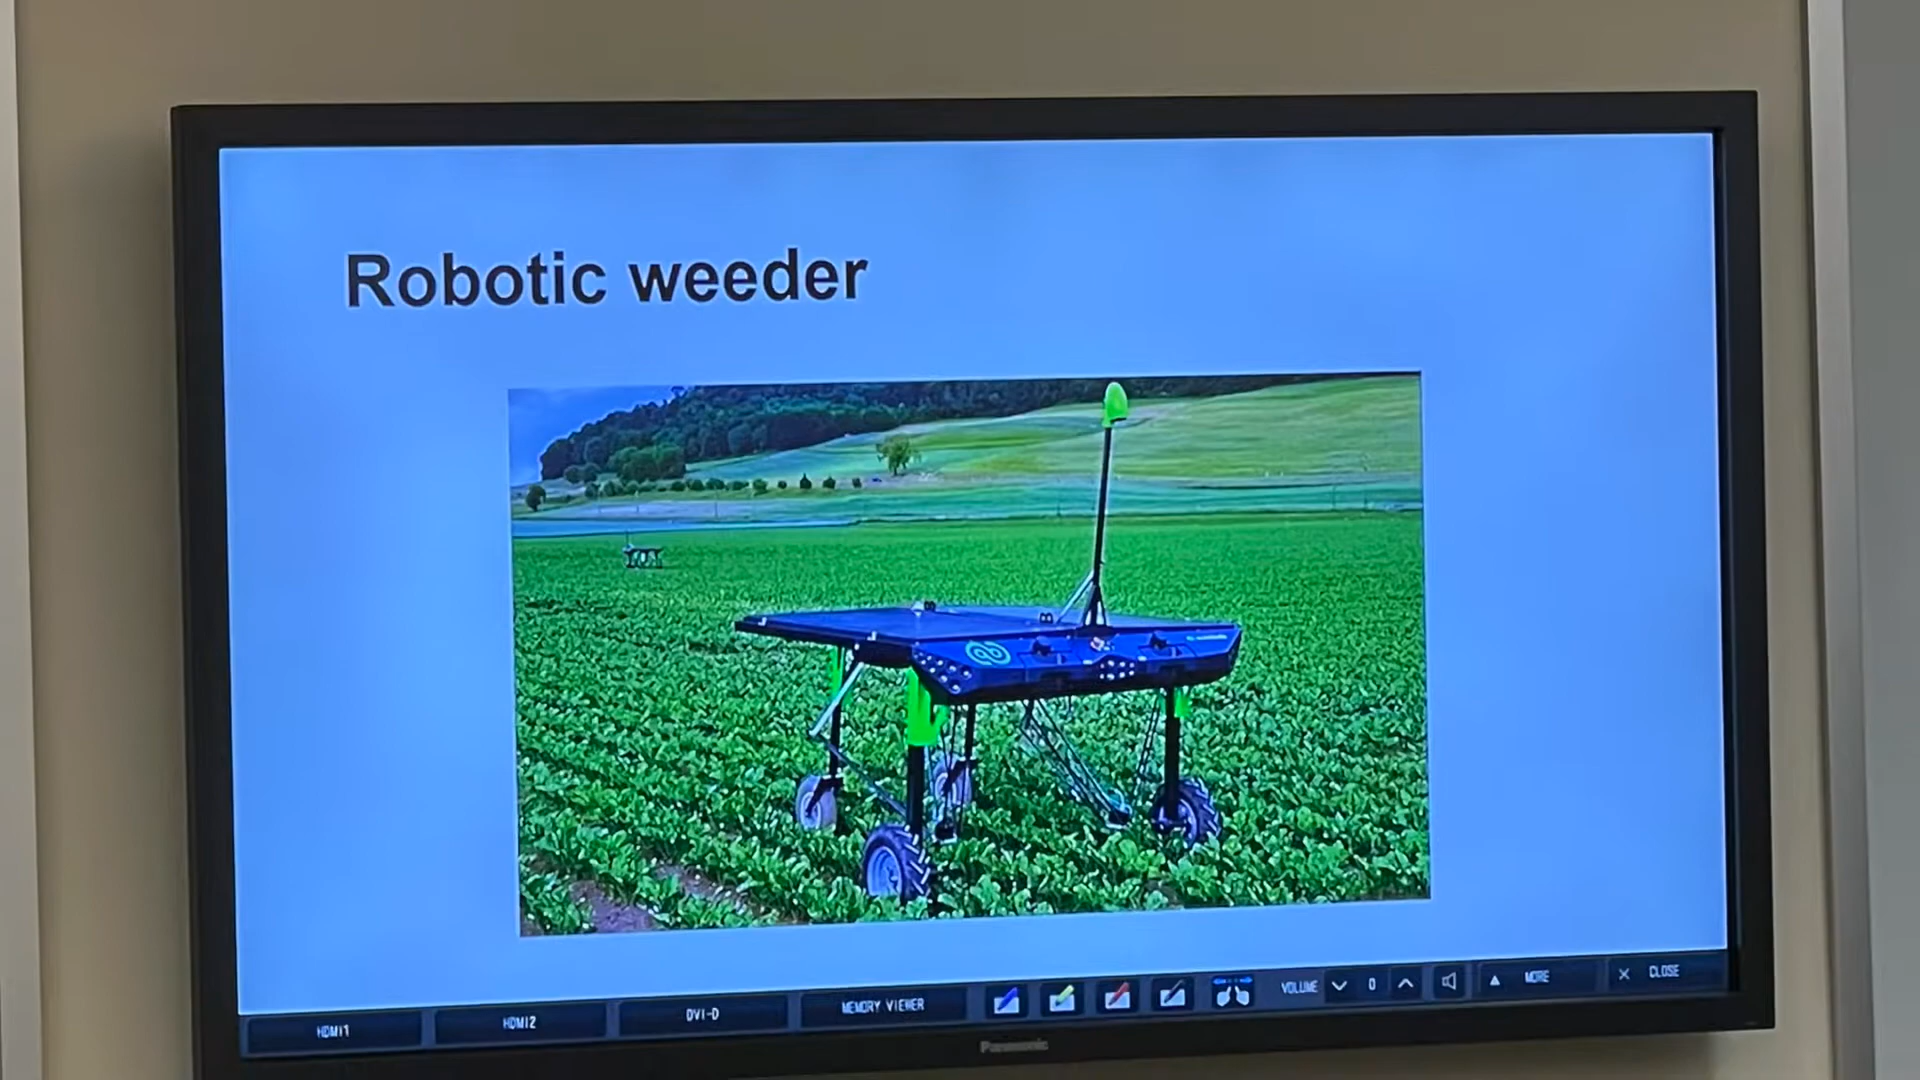 Robotic weeder
HDMI1
HDMI2
DVI-D
MEMORY VIEWER
VOLUME
0
MORE
CLOSE
Panasonic